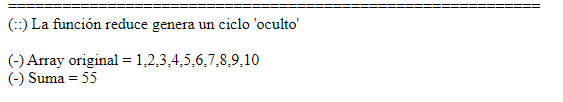 ===========================================================
(::) La función reduce genera un ciclo 'oculto'
(-) Array original = 1,2,3,4,5,6,7,8,9,10
(-) Suma = 55